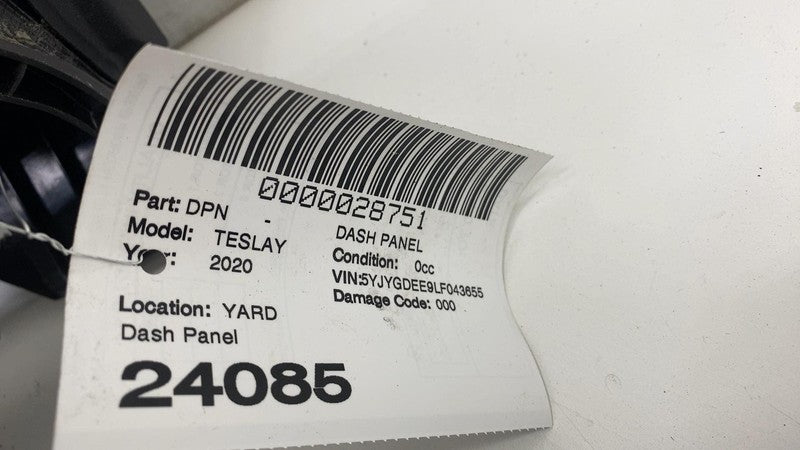 0000028751
Part: DPN -
DASH PANEL
Model: TESLAY
Condition: 0cc
Year: 2020
VIN:5YJYGDEE9LF043655
Damage Code: 000
Location: YARD
Dash Panel
24085